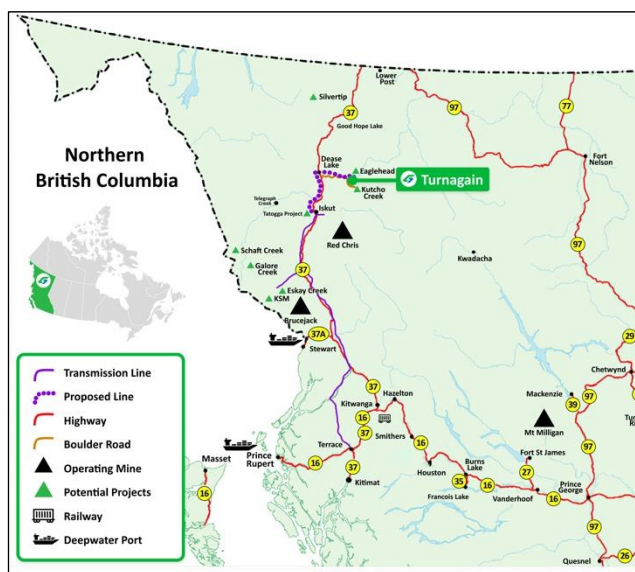 Northern
British Columbia
Transmission Line
Proposed Line
Highway
Boulder Road
Operating Mine
Potential Projects
Railway
Deepwater Port
Lower
Post
97
77
Silvertip
37
Good Hope Lake
Fort
Nelson
Dease
Lake
Eaglehead
Turnagain
Kutcho
Creek
Telegraph
Creek
Iskut
Tatogga Project
Red Chris
Kwadacha
97
Schaft Creek
Galore
Creek
37
Eskay Creek
KSM
Brucejack
37A
Stewart
29
Chetwynd
Mackenzie
97
39
37
Kitwanga
Hazelton
16
37
Smithers
Mt Milligan
97
Terrace
16
Prince
Rupert
16
37
Kitimat
Houston
Burns
Lake
35
16
Francois Lake
Fort St James
27
Vanderhoof
16
Prince
George
97
Quesnel
26
Masset
16